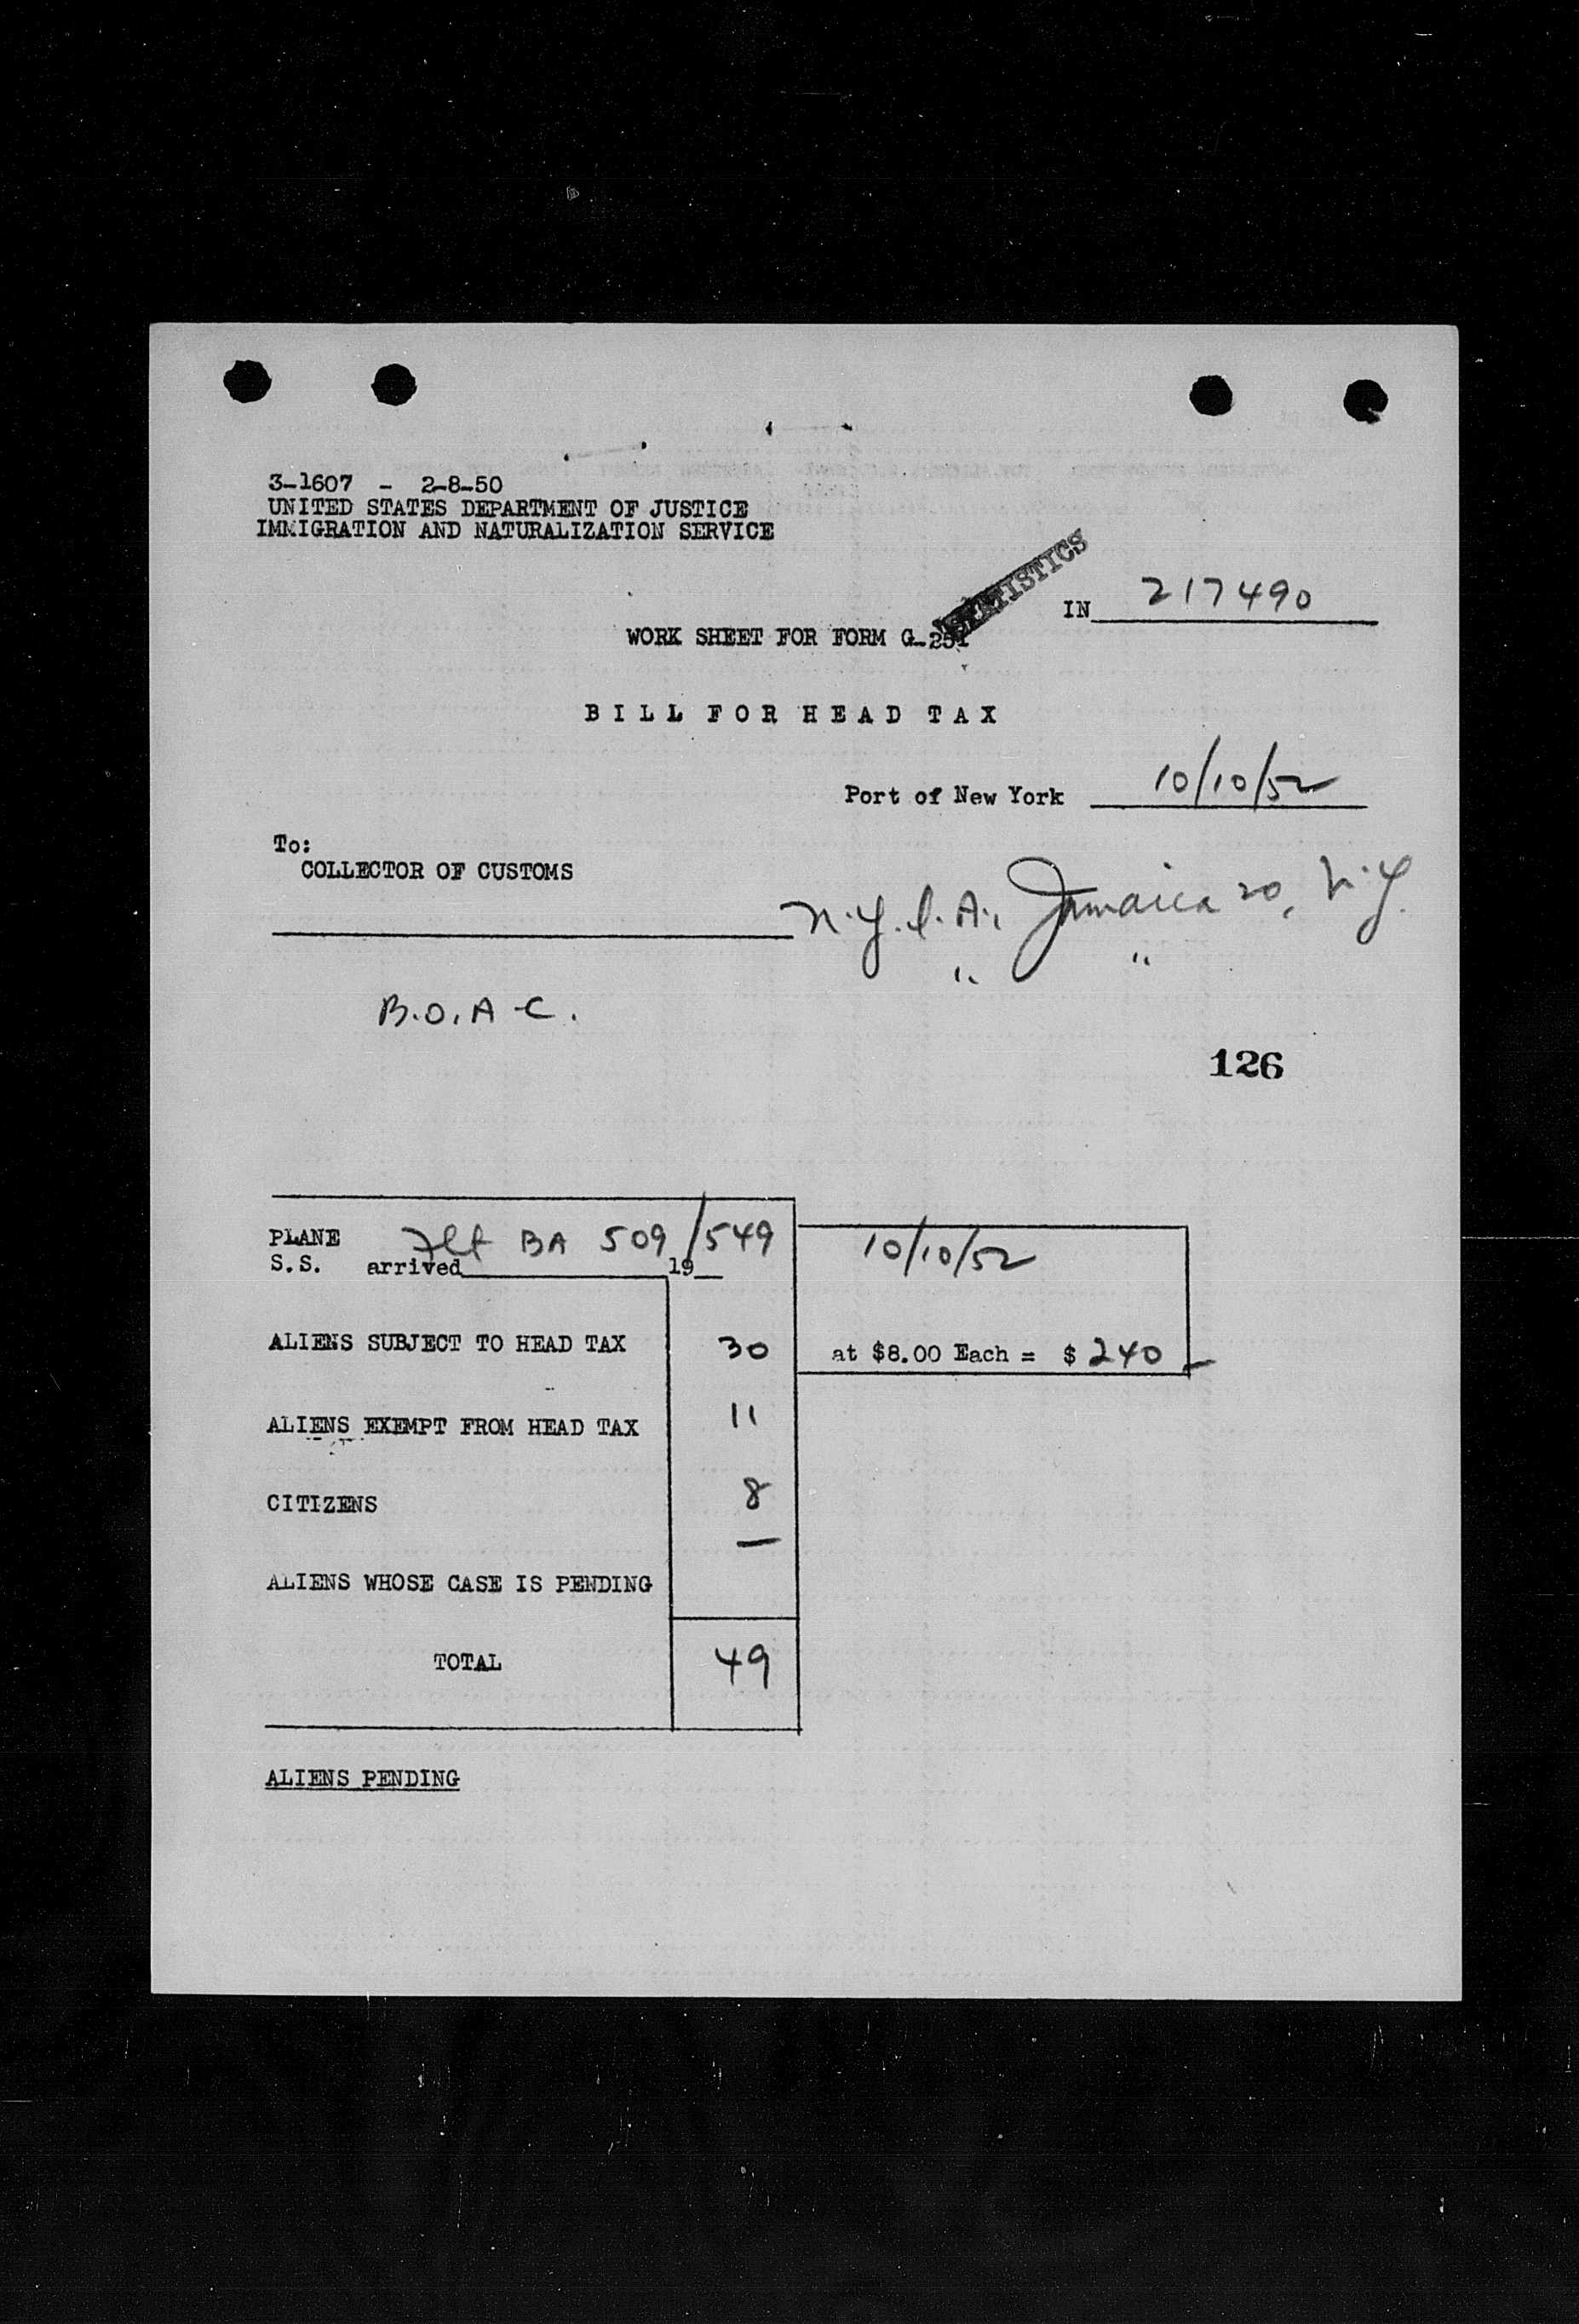 3-1607 - 2-8-50
UNITED STATES DEPARTMENT OF JUSTICE
IMMIGRATION AND NATURALIZATION SERVICE
STATISTICS
IN 217490
WORK SHEET FOR FORM G-251
BILL FOR HEAD TAX
Port of New York 10/10/52
To:
COLLECTOR OF CUSTOMS
N.Y.I.A., Jamaica 20, N.Y.
" "
B.O.A.C.
126
PLANE Flt BA 509/549 10/10/52
S.S. arrived 19
ALIENS SUBJECT TO HEAD TAX 30 at $8.00 Each = $ 240
ALIENS EXEMPT FROM HEAD TAX 11
CITIZENS 8
—
ALIENS WHOSE CASE IS PENDING
TOTAL 49
ALIENS PENDING